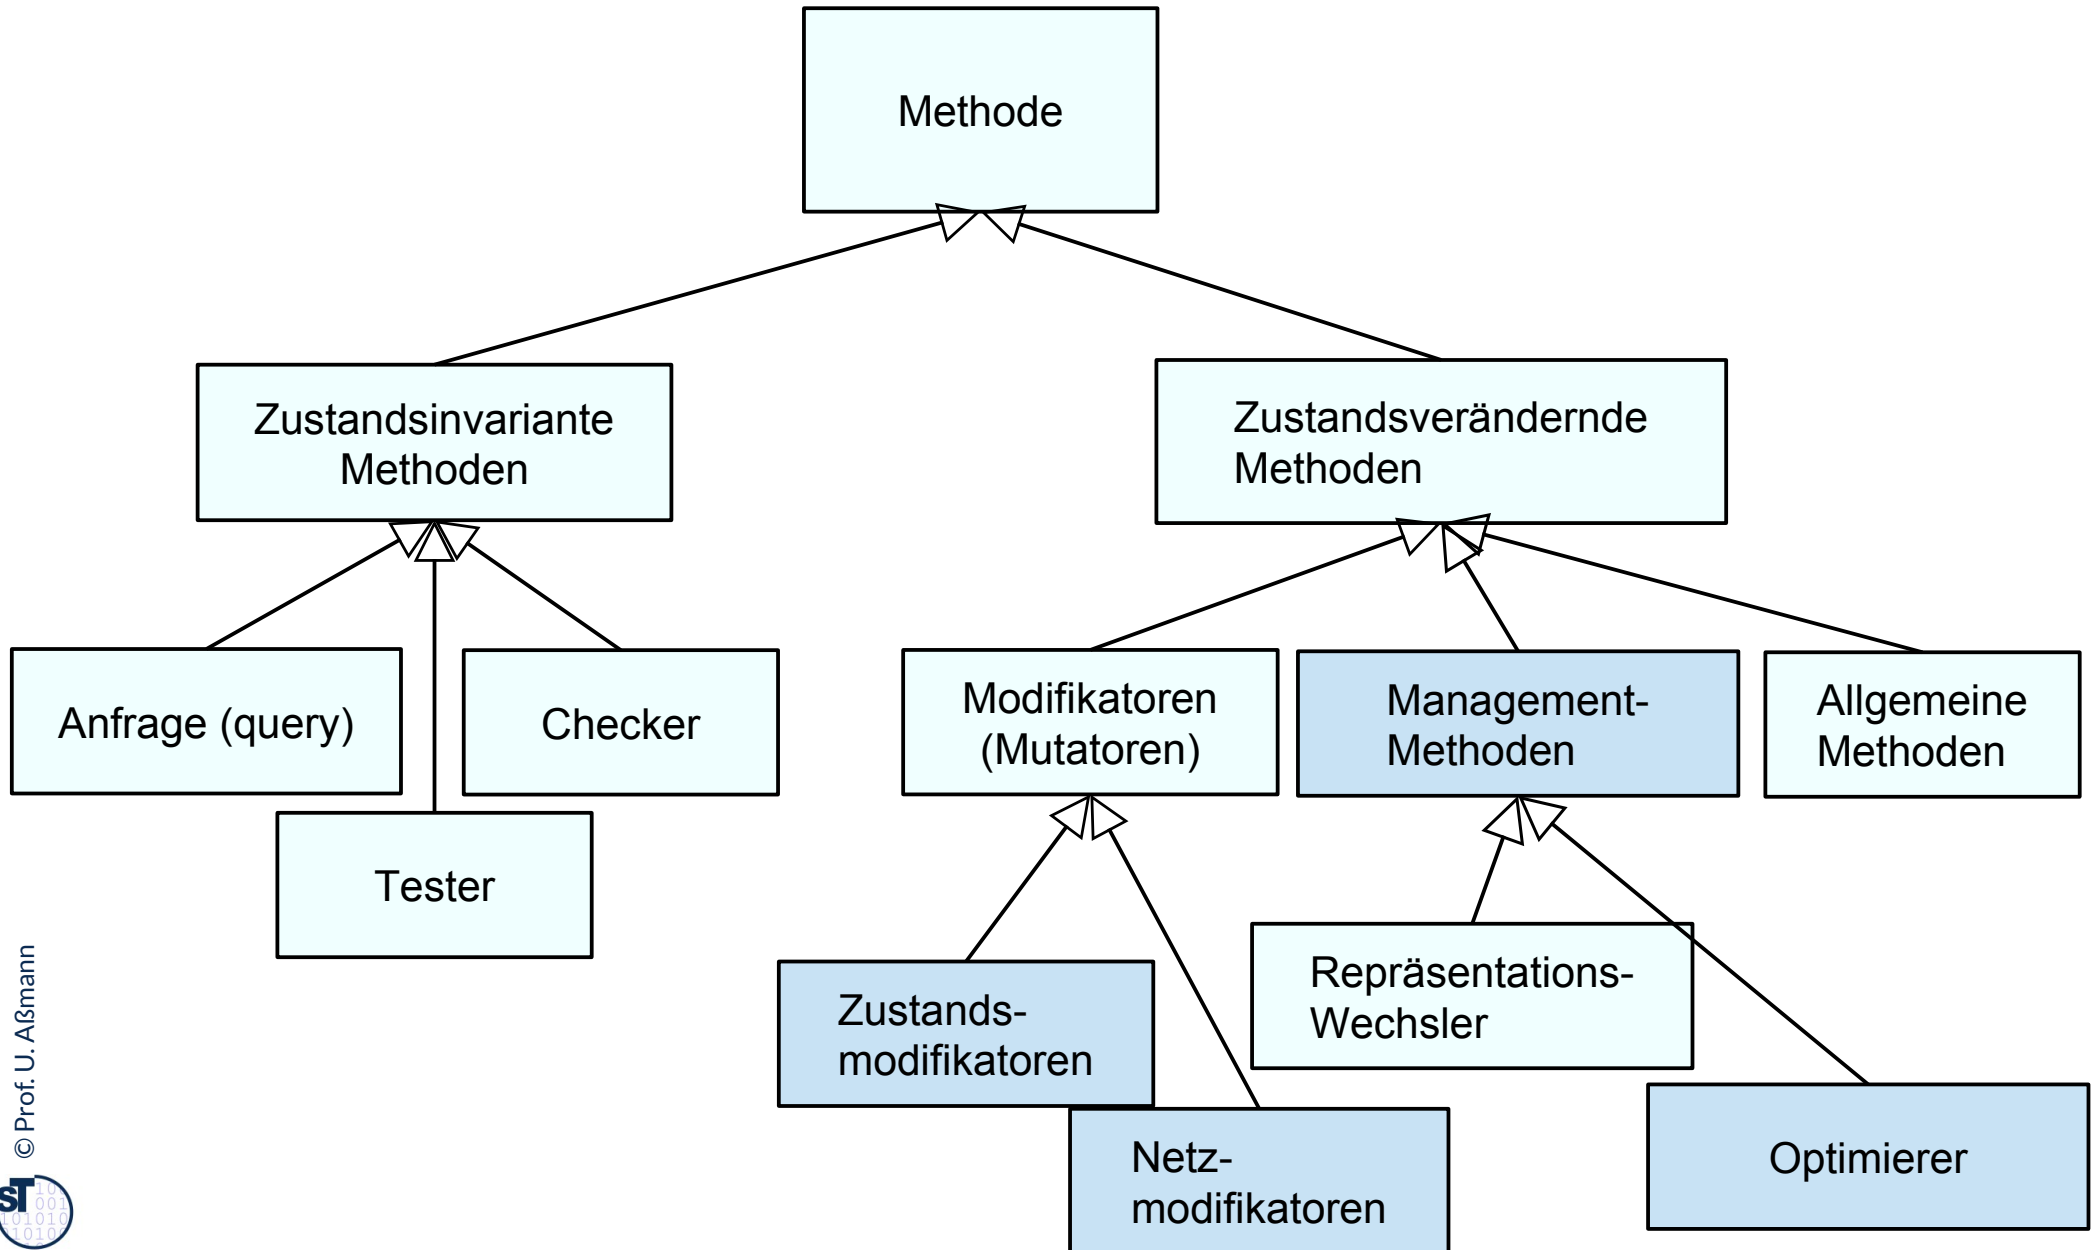 Methode
Zustandsinvariante
Methoden
Zustandsverändernde
Methoden
Anfrage (query)
Checker
Modifikatoren
(Mutatoren)
Management-
Methoden
Allgemeine
Methoden
Tester
Zustands-
modifikatoren
Repräsentations-
Wechsler
Netz-
modifikatoren
Optimierer
© Prof. U. Aßmann
ST